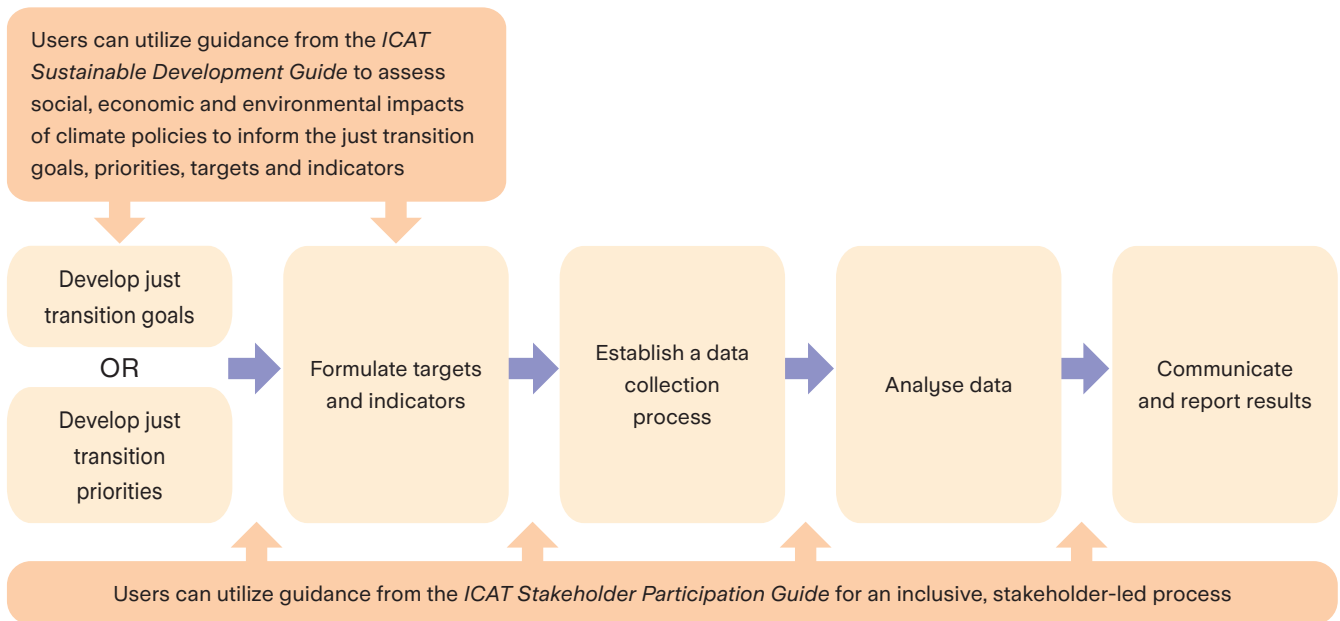 Users can utilize guidance from the ICAT
Sustainable Development Guide to assess
social, economic and environmental impacts
of climate policies to inform the just transition
goals, priorities, targets and indicators
Develop just
transition goals
OR
Develop just
transition
priorities
Formulate targets
and indicators
Establish a data
collection
process
Analyse data
Communicate
and report results
Users can utilize guidance from the ICAT Stakeholder Participation Guide for an inclusive, stakeholder-led process